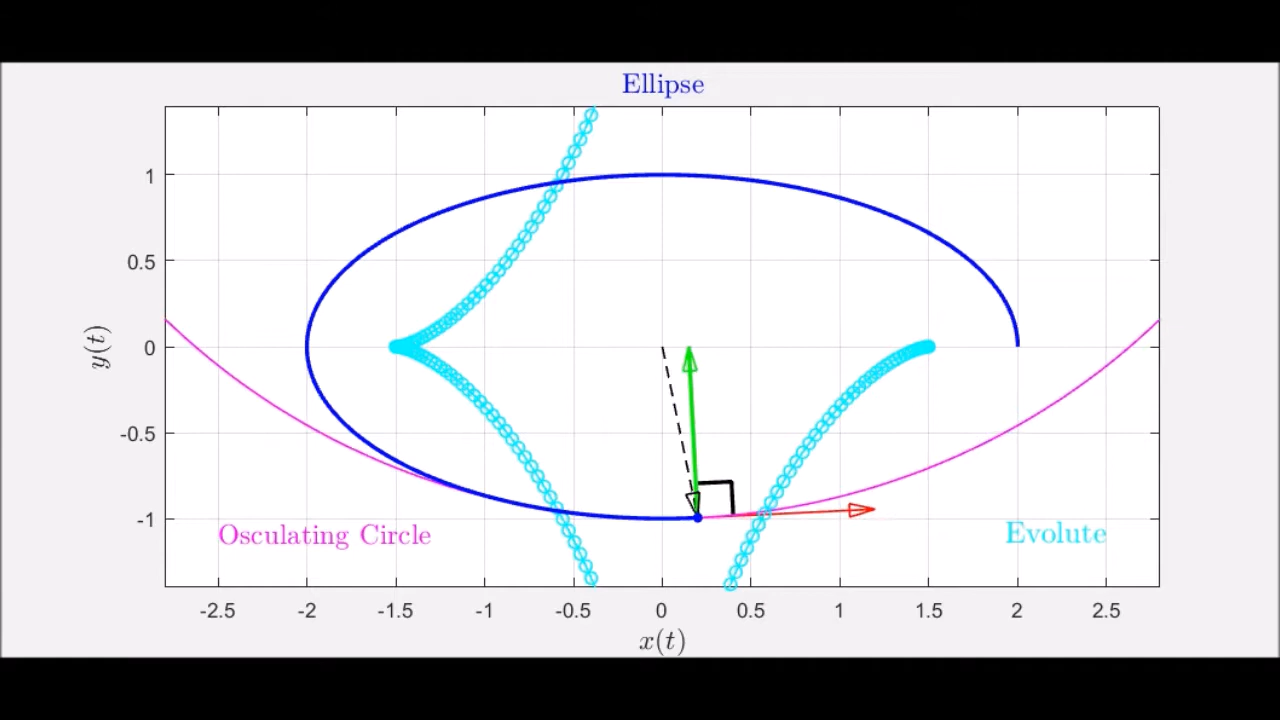 Ellipse
1
0.5
0
-0.5
-1
y(t)
Osculating Circle
Evolute
-2.5 -2 -1.5 -1 -0.5 0 0.5 1 1.5 2 2.5
x(t)